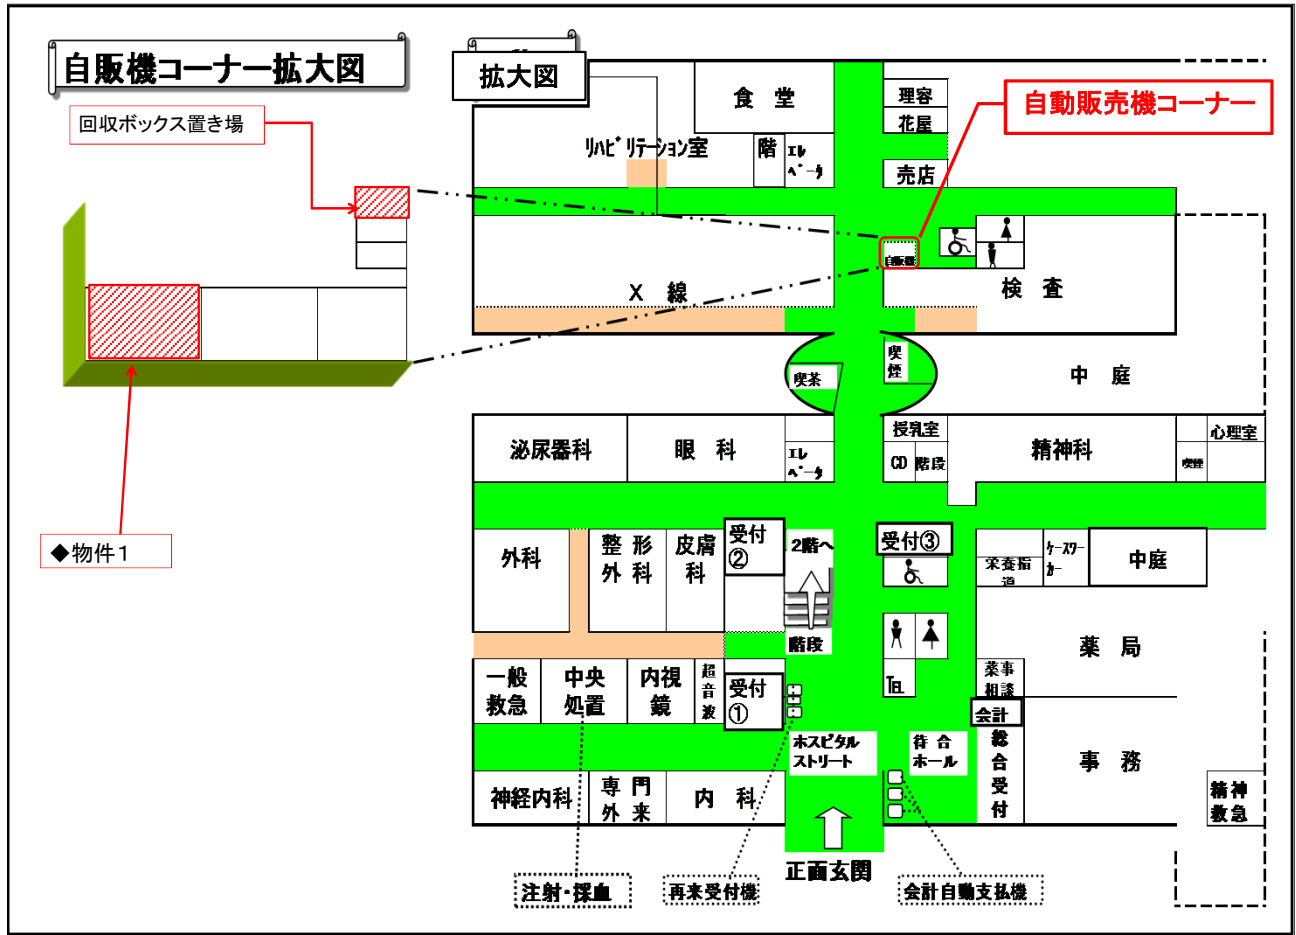 自販機コーナー拡大図
拡大図
回収ボックス置き場
◆物件１
自動販売機コーナー
食　堂
理容
花屋
売店
ﾘﾊﾋﾞﾘﾃｰｼｮﾝ室
階
ｴﾚ
ﾍﾞｰﾀ
自販機
X　線
検　査
喫茶
喫
煙
中　庭
泌尿器科
眼　科
ｴﾚ
ﾍﾞｰﾀ
授乳室
CD
階段
精神科
喫煙
心理室
外科
整　形
外　科
皮膚
科
受付
②
2階へ
階段
受付③
栄養指
道
ｹｰｽﾜｰ
ｶｰ
中庭
薬　局
一般
救急
中央
処置
内視
鏡
超
音
波
受付
①
TEL
薬事
相談
会計
総
合
受
付
事　務
ホスピタル
ストリート
待 合
ホール
神経内科
専　門
外　来
内　科
精神
救急
正面玄関
注射・採血
再来受付機
会計自動支払機